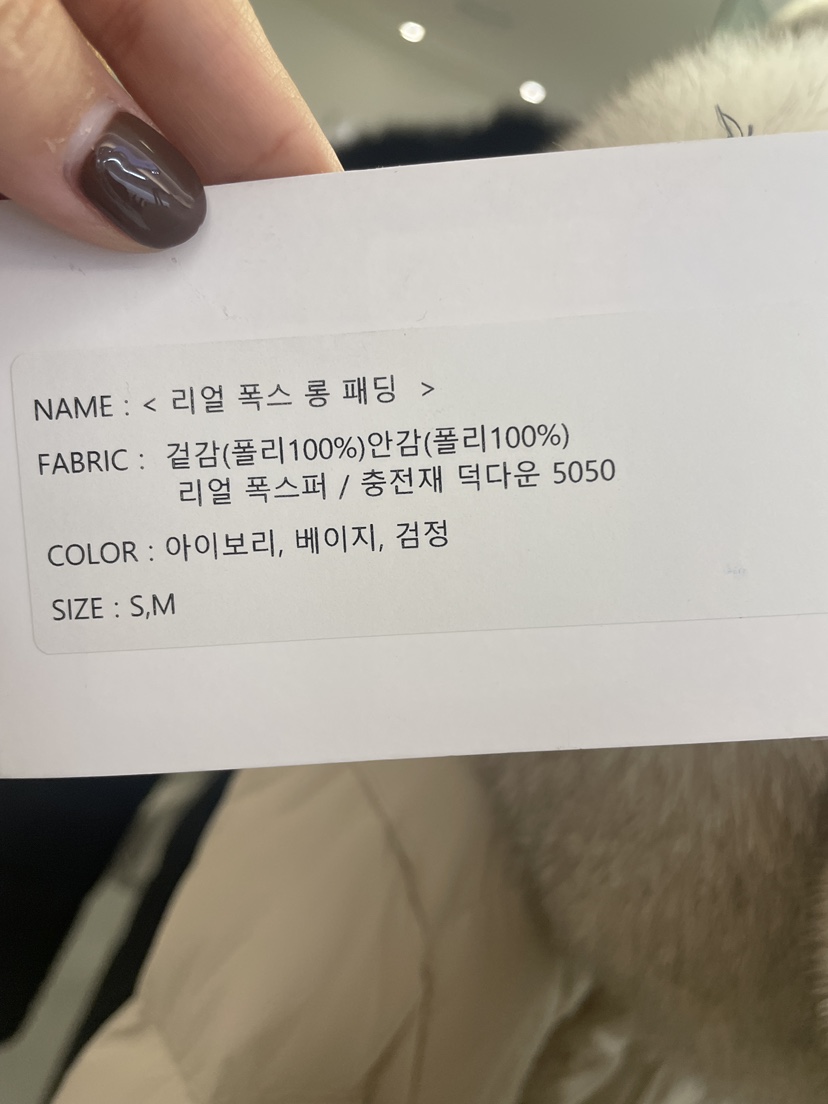 NAME : < 리얼 폭스 롱 패딩 >
FABRIC : 겉감(폴리100%)안감(폴리100%)
리얼 폭스퍼 / 충전재 덕다운 5050
COLOR : 아이보리, 베이지, 검정
SIZE : S,M